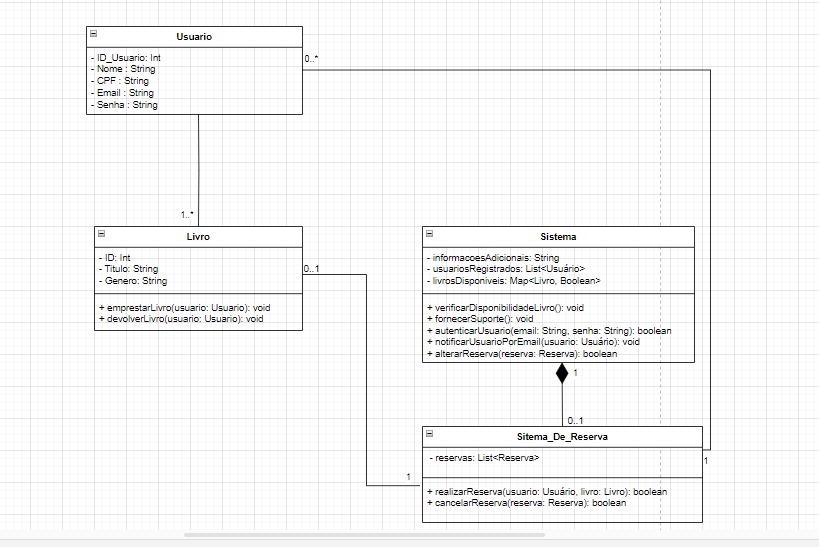 Usuario
- ID_Usuario: Int
- Nome : String
- CPF : String
- Email : String
- Senha : String
0..*
1..*
Livro
- ID: Int
- Titulo: String
- Genero: String
+ emprestarLivro(usuario: Usuario): void
+ devolverLivro(usuario: Usuario): void
0..1
Sistema
- informacoesAdicionais: String
- usuariosRegistrados: List<Usuário>
- livrosDisponiveis: Map<Livro, Boolean>
+ verificarDisponibilidadeLivro(): void
+ fornecerSuporte(): void
+ autenticarUsuario(email: String, senha: String): boolean
+ notificarUsuarioPorEmail(usuario: Usuário): void
+ alterarReserva(reserva: Reserva): boolean
1
0..1
Sitema_De_Reserva
- reservas: List<Reserva>
1
1
+ realizarReserva(usuario: Usuário, livro: Livro): boolean
+ cancelarReserva(reserva: Reserva): boolean